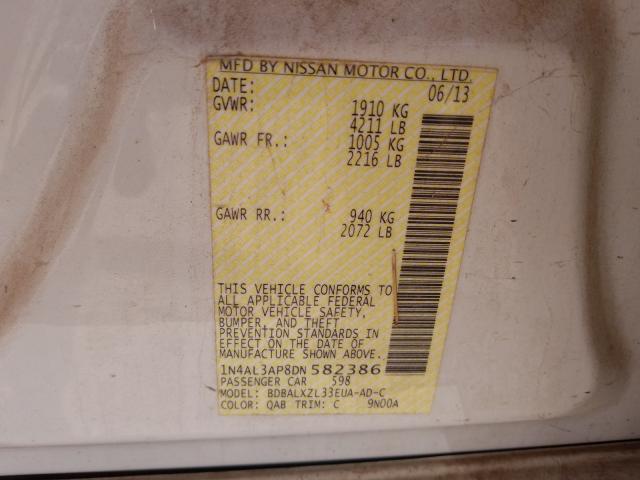 MFD BY NISSAN MOTOR CO., LTD.
DATE: 06/13
GVWR: 1910 KG
4211 LB
GAWR FR.: 1005 KG
2216 LB
GAWR RR.: 940 KG
2072 LB
THIS VEHICLE CONFORMS TO
ALL APPLICABLE FEDERAL
MOTOR VEHICLE SAFETY,
BUMPER, AND THEFT
PREVENTION STANDARDS IN
EFFECT ON THE DATE OF
MANUFACTURE SHOWN ABOVE.
1N4AL3AP8DN 582386
PASSENGER CAR 598
MODEL: BDBALXZL33EUA-AD-C
COLOR: QAB TRIM: C 9N00A